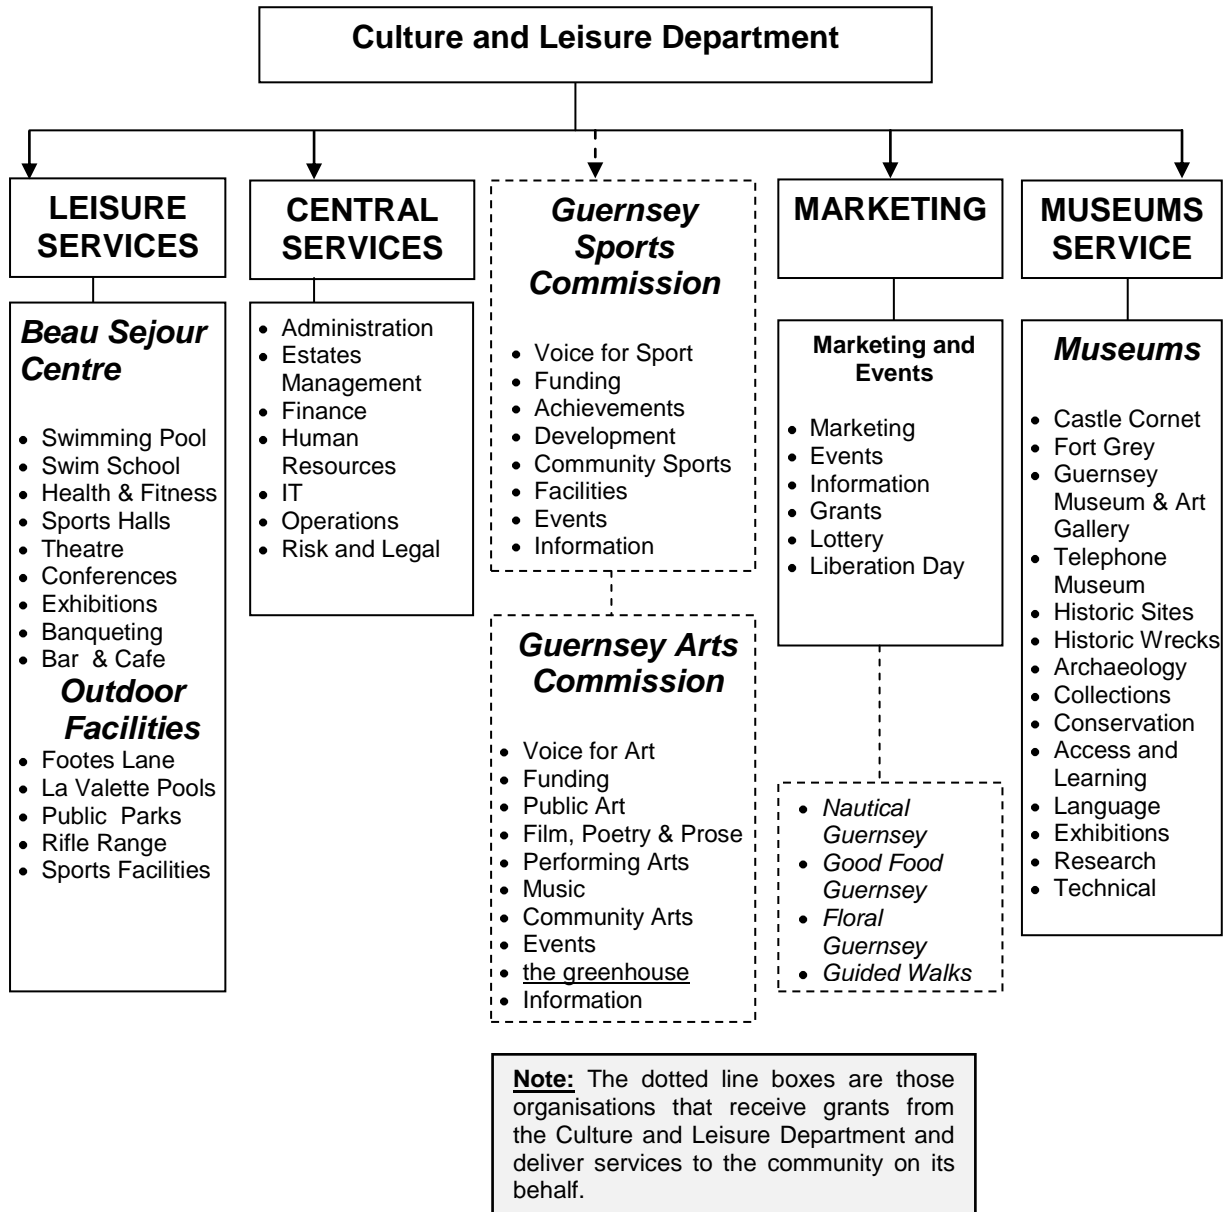 Culture and Leisure Department
LEISURE
SERVICES
Beau Sejour
Centre
• Swimming Pool
• Swim School
• Health & Fitness
• Sports Halls
• Theatre
• Conferences
• Exhibitions
• Banqueting
• Bar & Cafe
Outdoor
Facilities
• Footes Lane
• La Valette Pools
• Public Parks
• Rifle Range
• Sports Facilities
CENTRAL
SERVICES
• Administration
• Estates
Management
• Finance
• Human
Resources
• IT
• Operations
• Risk and Legal
Guernsey
Sports
Commission
• Voice for Sport
• Funding
• Achievements
• Development
• Community Sports
• Facilities
• Events
• Information
Guernsey Arts
Commission
• Voice for Art
• Funding
• Public Art
• Film, Poetry & Prose
• Performing Arts
• Music
• Community Arts
• Events
• the greenhouse
• Information
MARKETING
Marketing and
Events
• Marketing
• Events
• Information
• Grants
• Lottery
• Liberation Day
• Nautical
Guernsey
• Good Food
Guernsey
• Floral
Guernsey
• Guided Walks
MUSEUMS
SERVICE
Museums
• Castle Cornet
• Fort Grey
• Guernsey
Museum & Art
Gallery
• Telephone
Museum
• Historic Sites
• Historic Wrecks
• Archaeology
• Collections
• Conservation
• Access and
Learning
• Language
• Exhibitions
• Research
• Technical
Note: The dotted line boxes are those
organisations that receive grants from
the Culture and Leisure Department and
deliver services to the community on its
behalf.